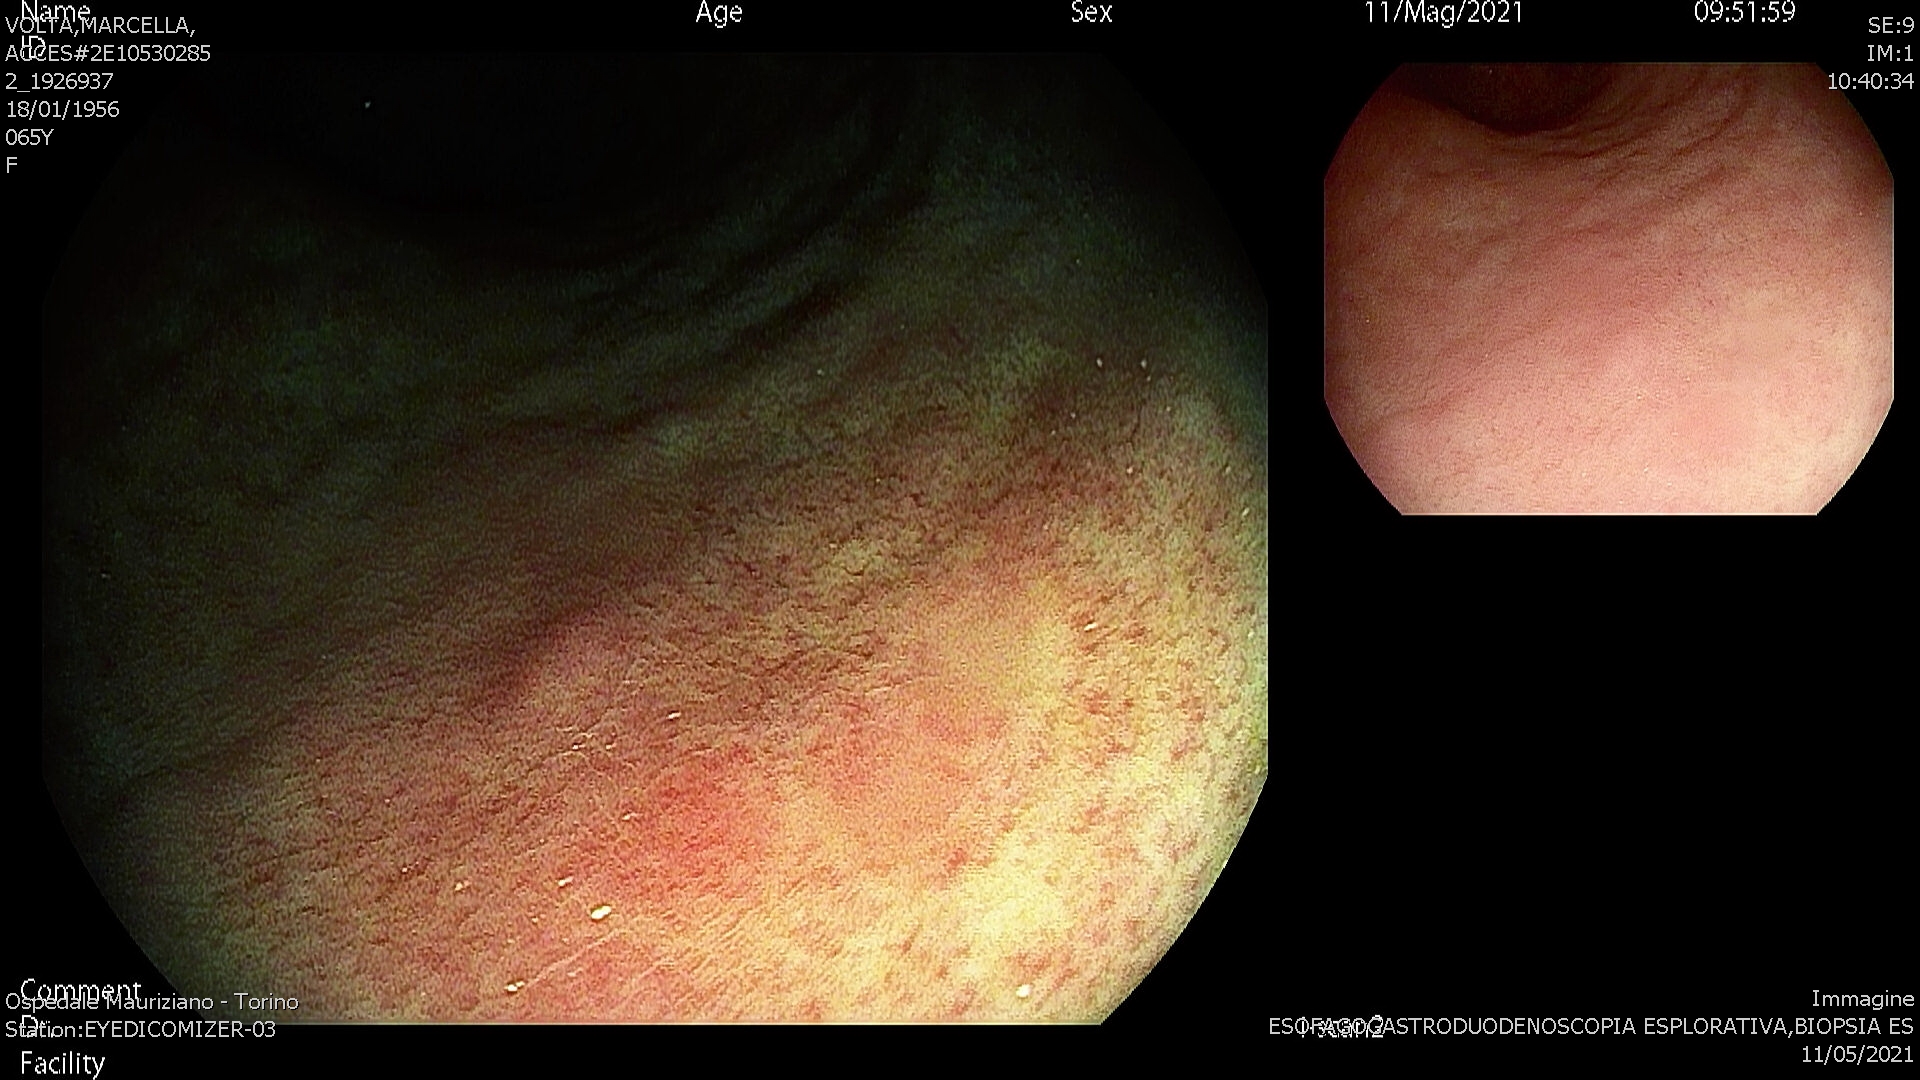 Name Age Sex 11/Mag/2021 09:51:59
VOLTA,MARCELLA, SE:9
ID
ACCES#2E10530285 IM:1
2_1926937 10:40:34
18/01/1956
065Y
F
Comment
Ospedale Mauriziano - Torino Immagine
Dr.
Station:EYEDICOMIZER-03 ESOFAGOGASTRODUODENOSCOPIA ESPLORATIVA,BIOPSIA ES
Facility 11/05/2021